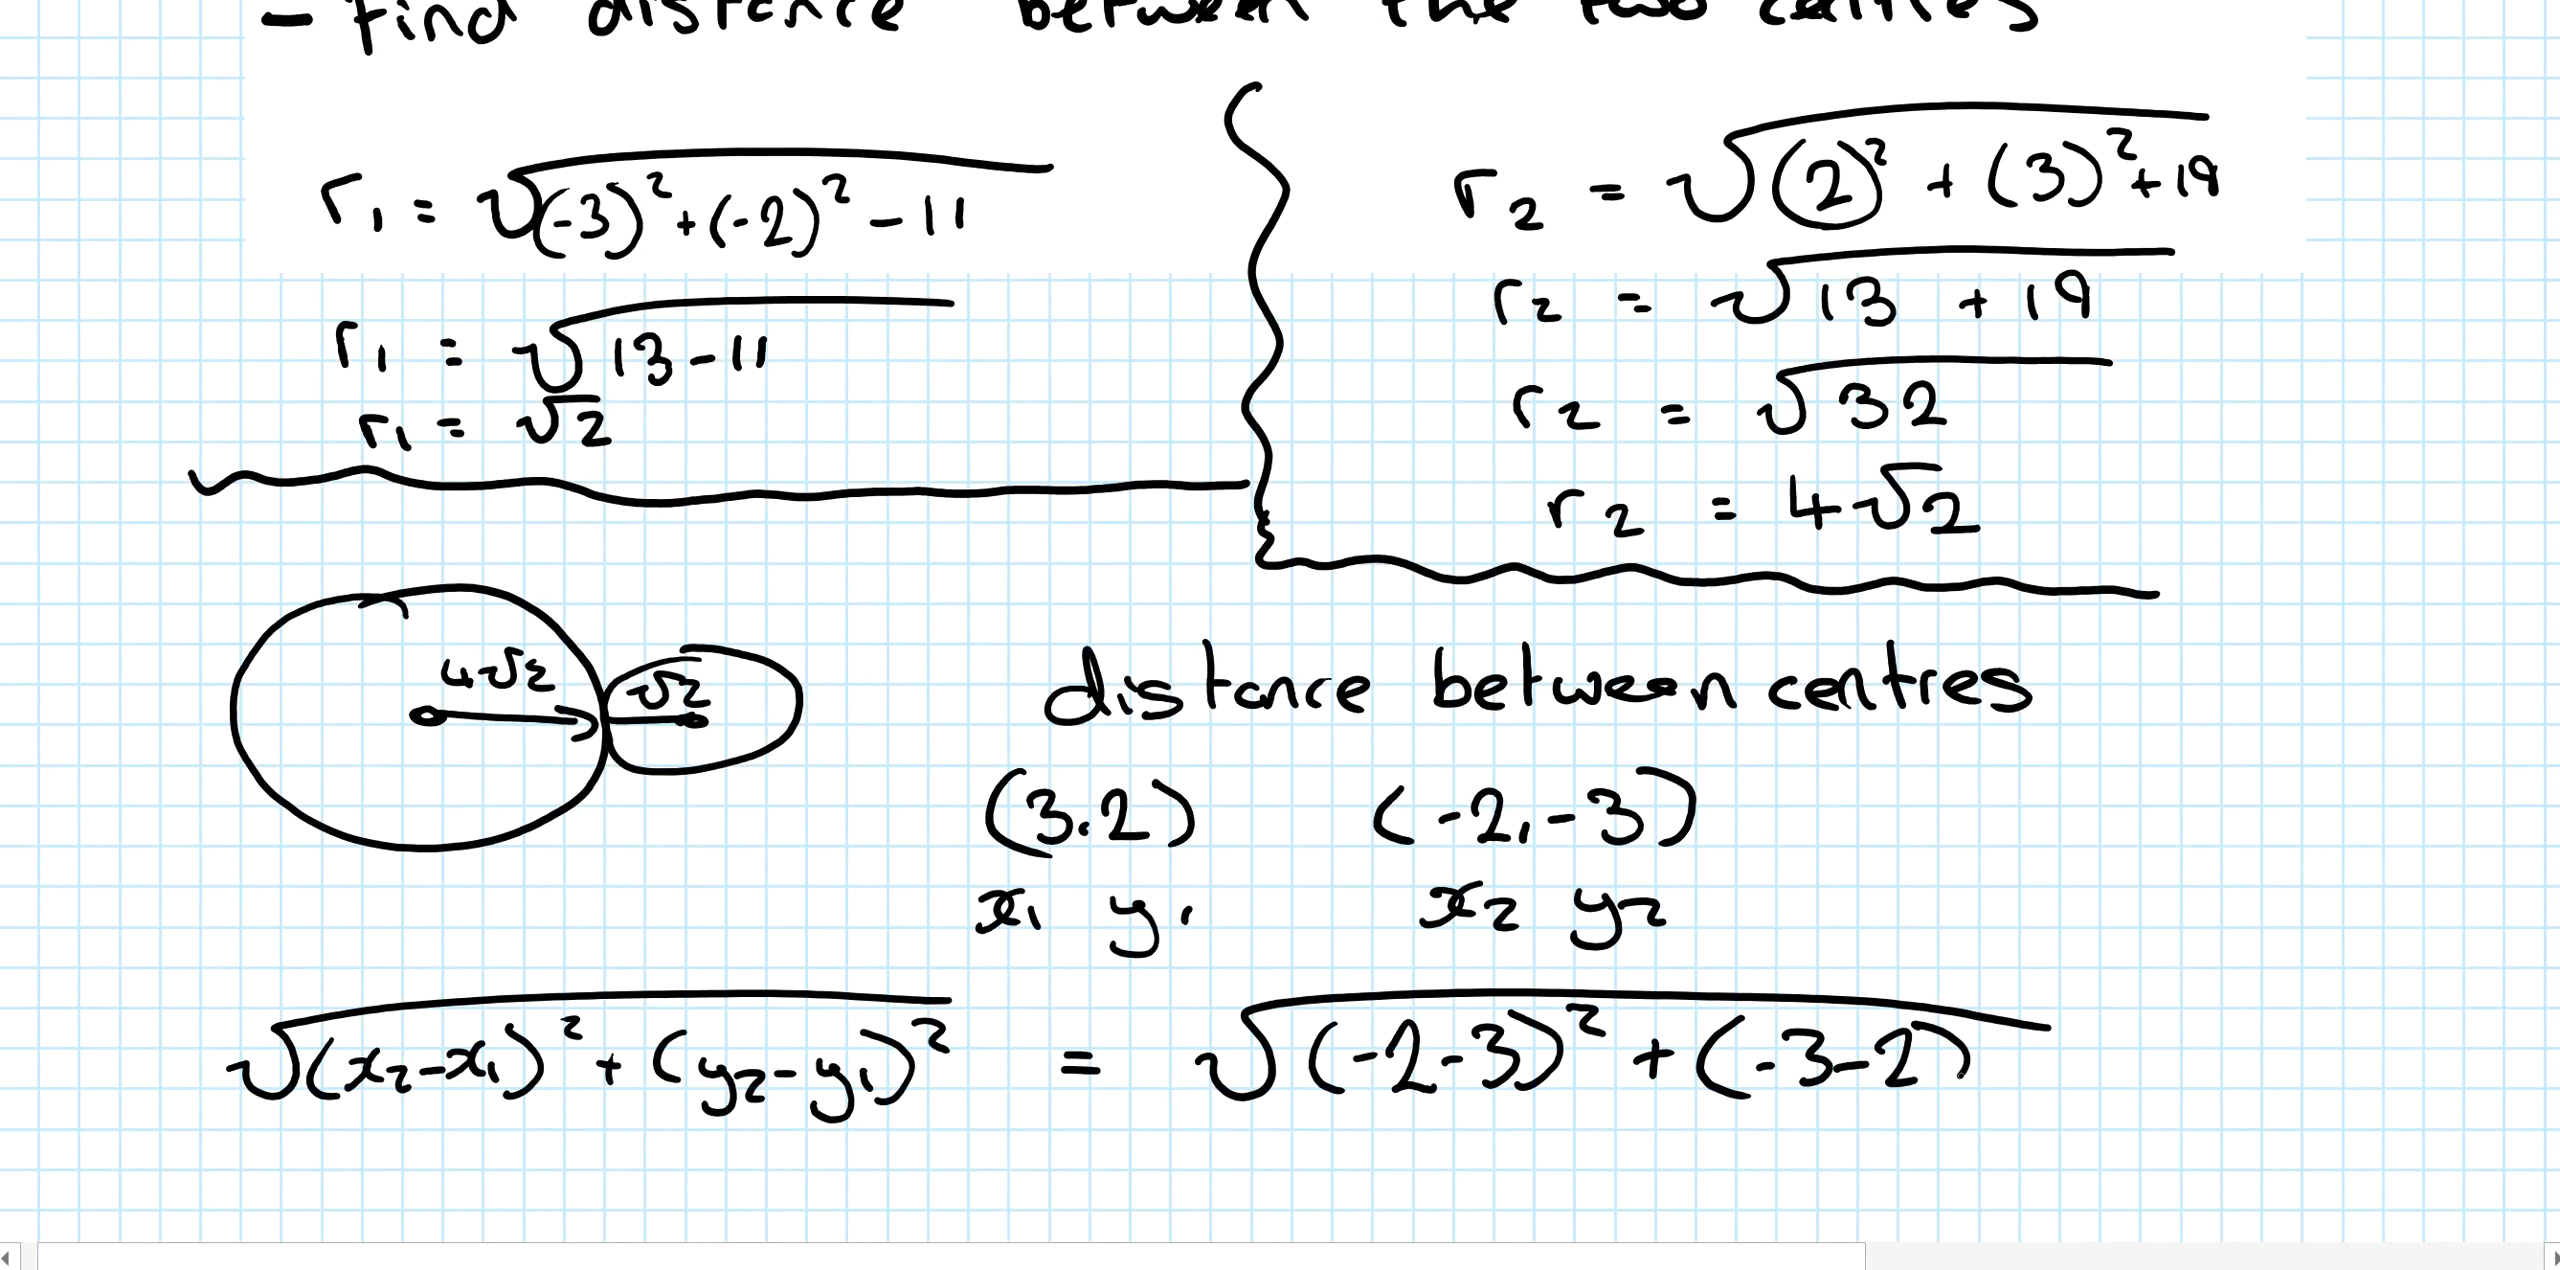 - find distance between the two centres
r₁ = √((-3)² + (-2)² - 11)
r₁ = √(13 - 11)
r₁ = √2
r₂ = √((2)² + (3)² + 19)
r₂ = √(13 + 19)
r₂ = √32
r₂ = 4√2
4√2 √2
distance between centres
(3, 2) (-2, -3)
x₁ y₁ x₂ y₂
√((x₂-x₁)² + (y₂-y₁)²) = √((-2-3)² + (-3-2)